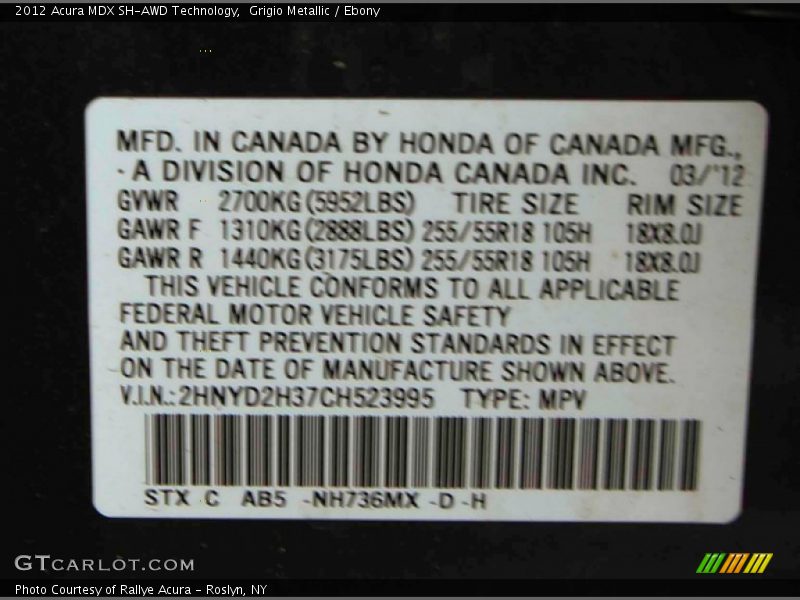 2012 Acura MDX SH-AWD Technology,  Grigio Metallic / Ebony
MFD. IN CANADA BY HONDA OF CANADA MFG.,
A DIVISION OF HONDA CANADA INC. 03/'12
GVWR 2700KG(5952LBS) TIRE SIZE RIM SIZE
GAWR F 1310KG(2888LBS) 255/55R18 105H 18X8.0J
GAWR R 1440KG(3175LBS) 255/55R18 105H 18X8.0J
THIS VEHICLE CONFORMS TO ALL APPLICABLE
FEDERAL MOTOR VEHICLE SAFETY
AND THEFT PREVENTION STANDARDS IN EFFECT
ON THE DATE OF MANUFACTURE SHOWN ABOVE.
V.I.N.:2HNYD2H37CH523995 TYPE: MPV
STX C AB5 -NH736MX -D -H
GTCARLOT.COM
Photo Courtesy of Rallye Acura - Roslyn, NY